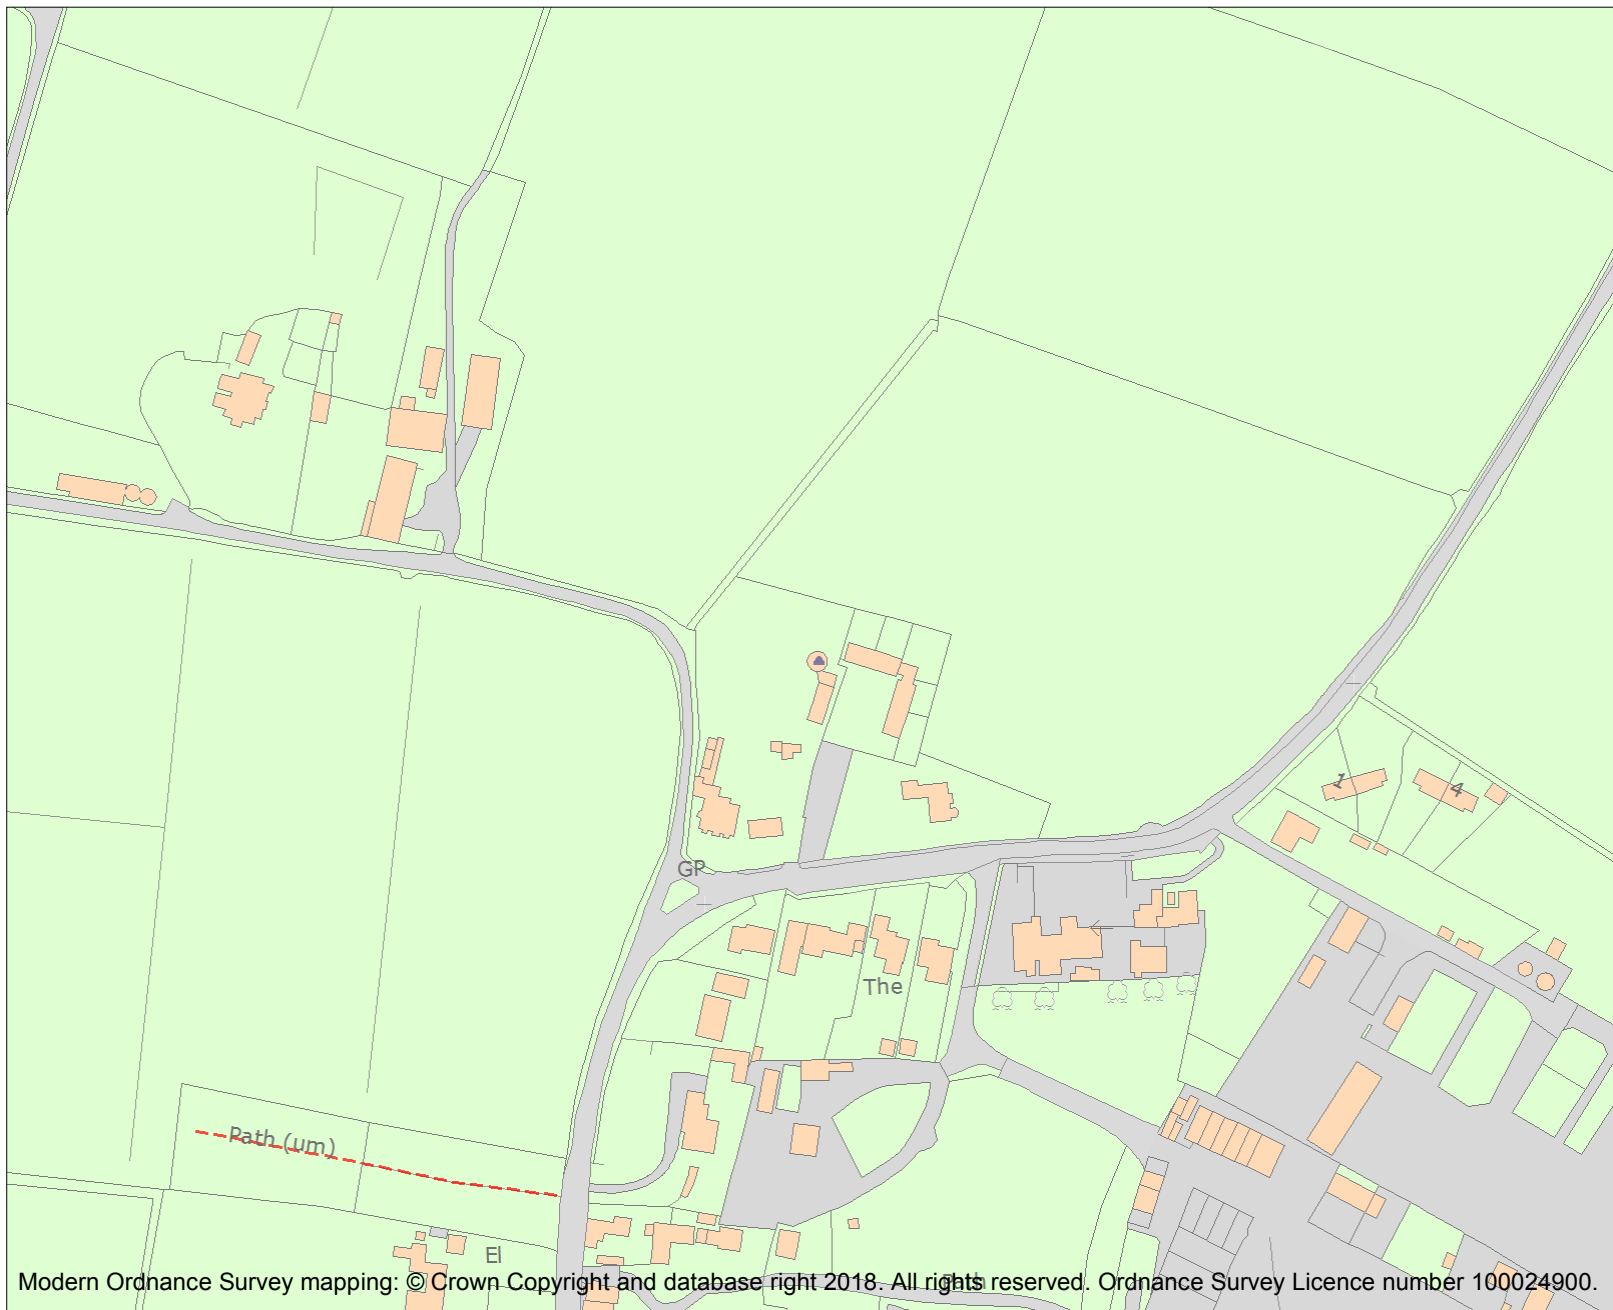 1
4
GP
The
Path (um)
El
Path
Modern Ordnance Survey mapping: © Crown Copyright and database right 2018. All rights reserved. Ordnance Survey Licence number 100024900.